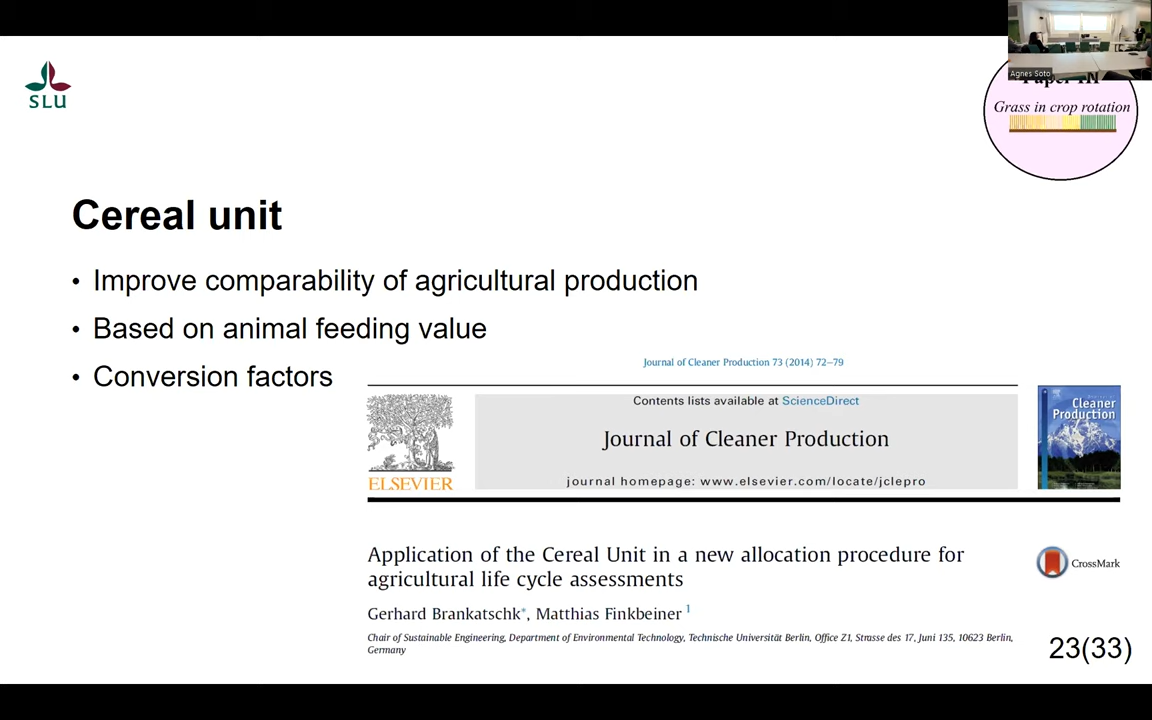 SLU
Agnes Soto
Grass in crop rotation
Cereal unit
• Improve comparability of agricultural production
• Based on animal feeding value
• Conversion factors
Journal of Cleaner Production 73 (2014) 72–79
Contents lists available at ScienceDirect
Journal of Cleaner Production
journal homepage: www.elsevier.com/locate/jclepro
ELSEVIER
Cleaner
Production
Application of the Cereal Unit in a new allocation procedure for
agricultural life cycle assessments
CrossMark
Gerhard Brankatschk*, Matthias Finkbeiner 1
Chair of Sustainable Engineering, Department of Environmental Technology, Technische Universität Berlin, Office Z1, Strasse des 17, Juni 135, 10623 Berlin,
Germany
23(33)